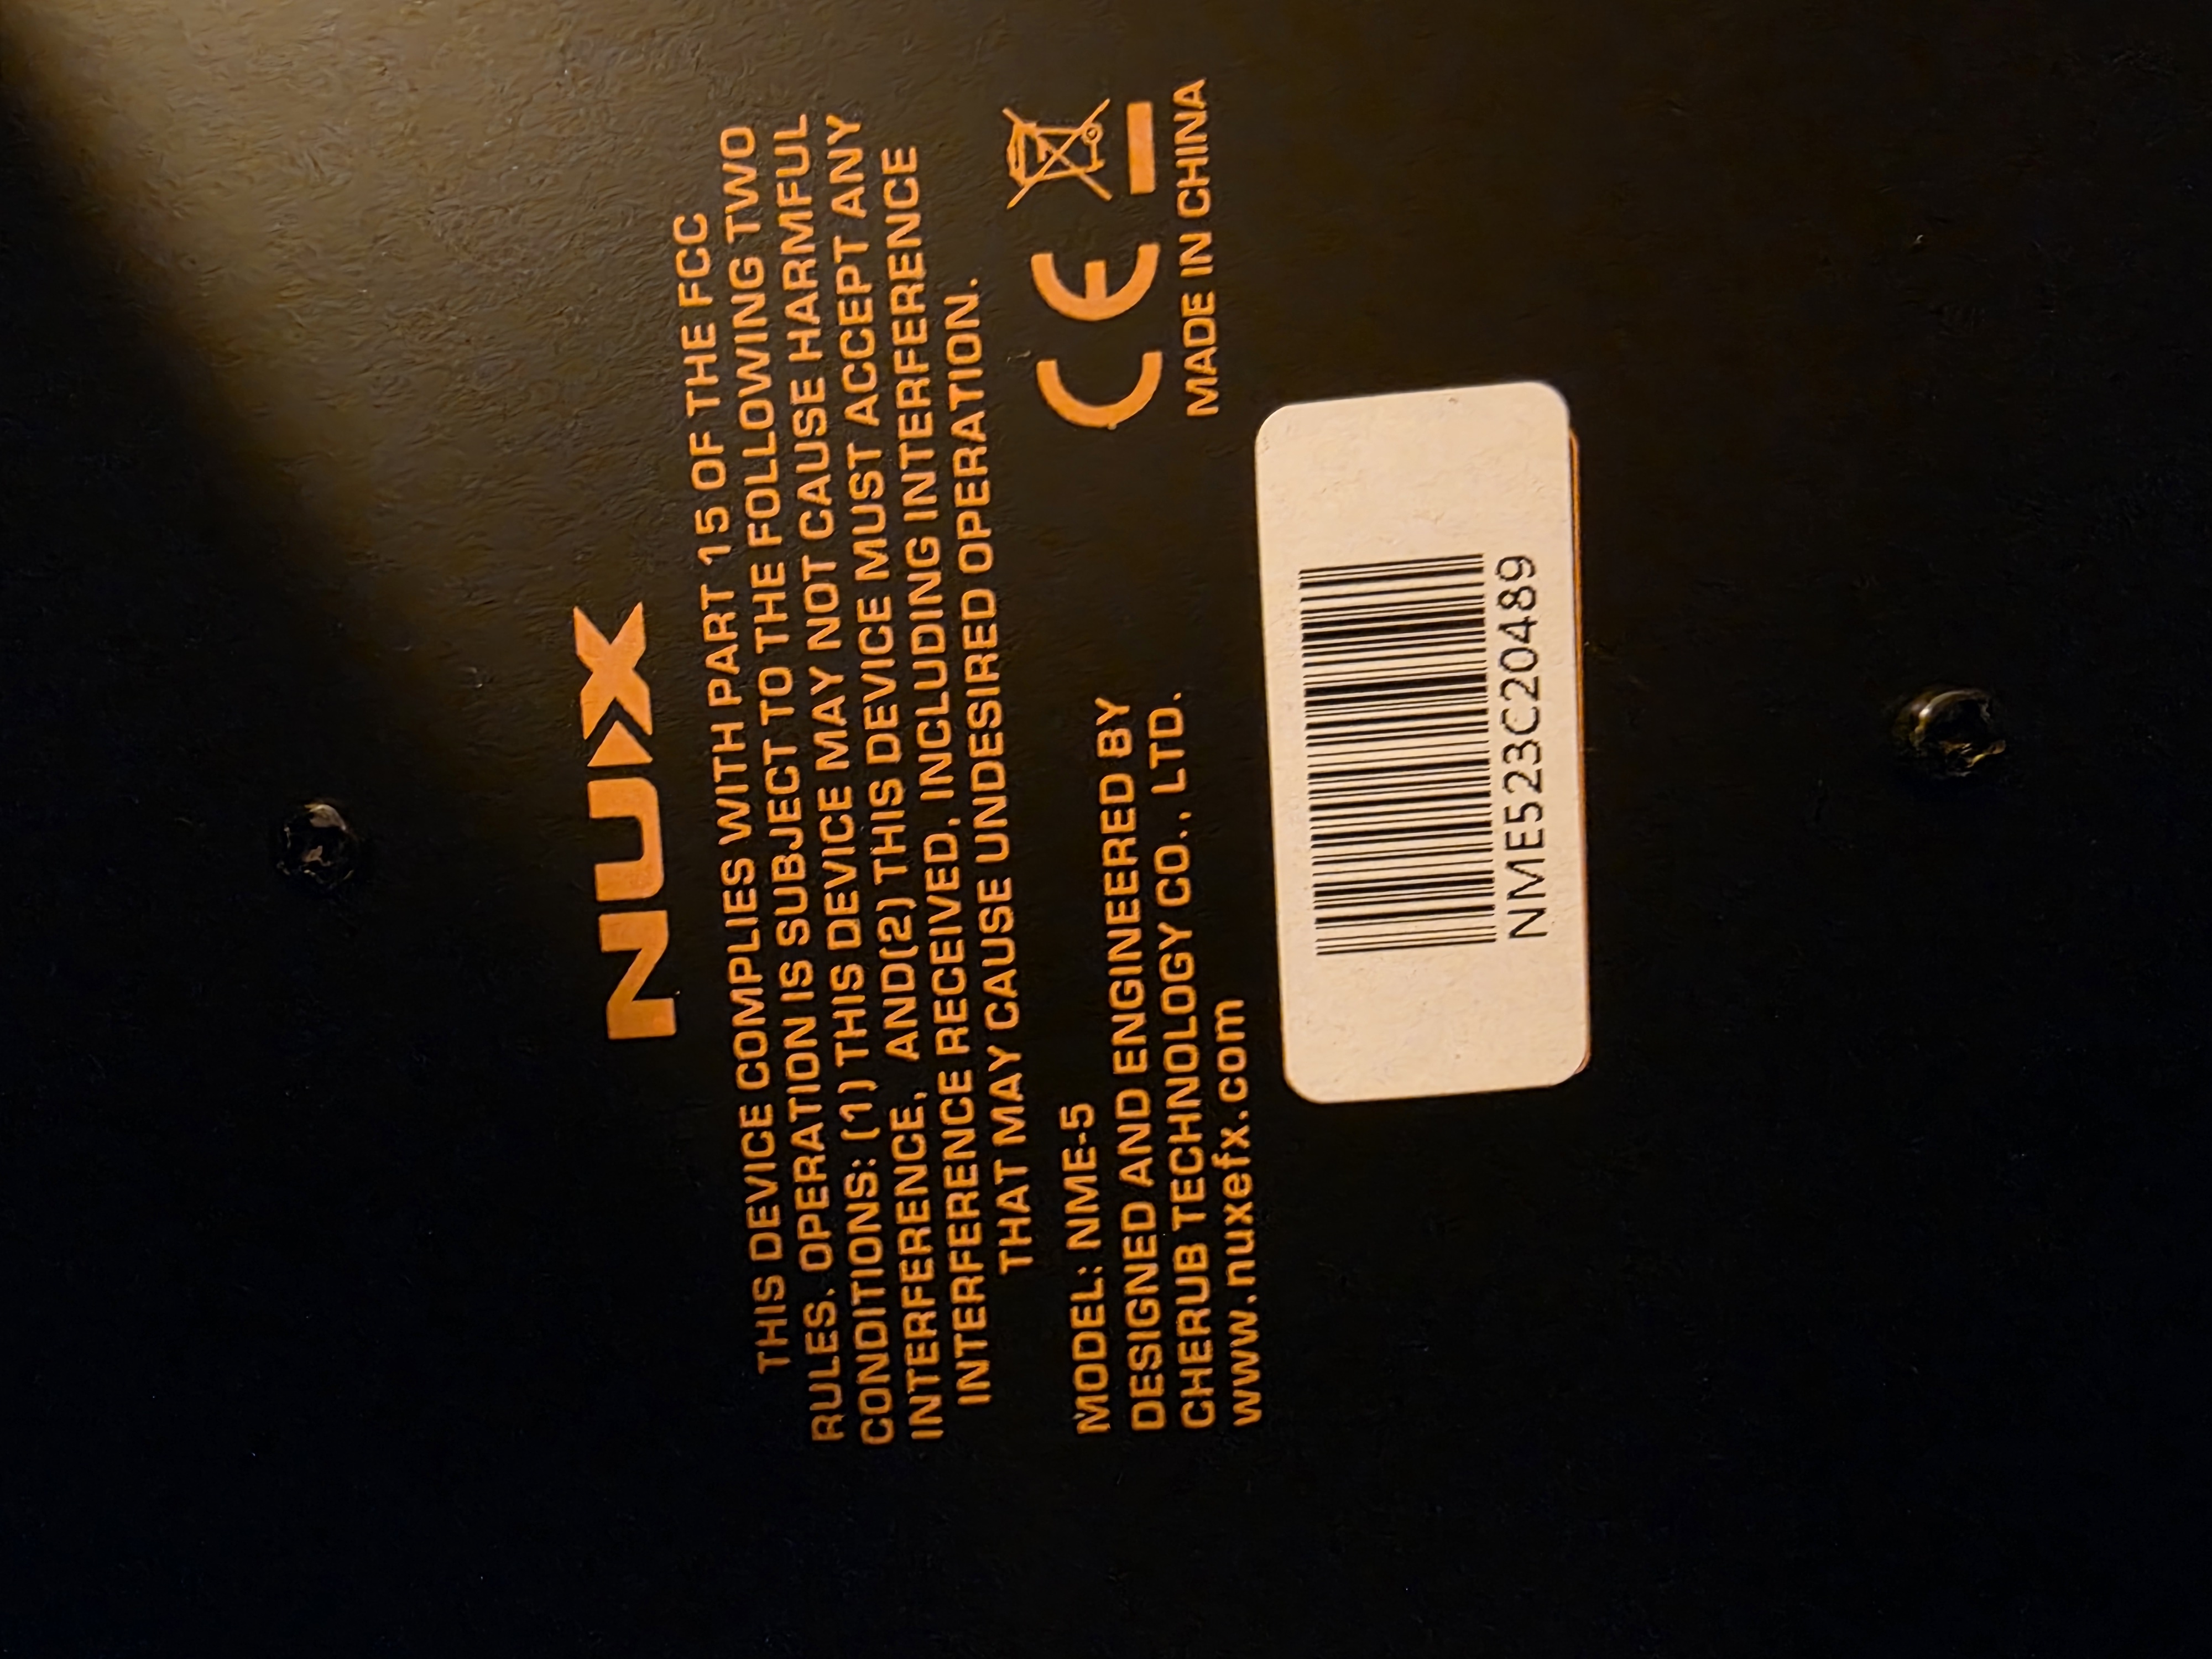 NUX
THIS DEVICE COMPLIES WITH PART 15 OF THE FCC
RULES. OPERATION IS SUBJECT TO THE FOLLOWING TWO
CONDITIONS: (1) THIS DEVICE MAY NOT CAUSE HARMFUL
INTERFERENCE, AND(2) THIS DEVICE MUST ACCEPT ANY
INTERFERENCE RECEIVED, INCLUDING INTERFERENCE
THAT MAY CAUSE UNDESIRED OPERATION.
MODEL: NME-5
DESIGNED AND ENGINEERED BY
CHERUB TECHNOLOGY CO., LTD.
www.nuxefx.com
CE
MADE IN CHINA
NME523C20489